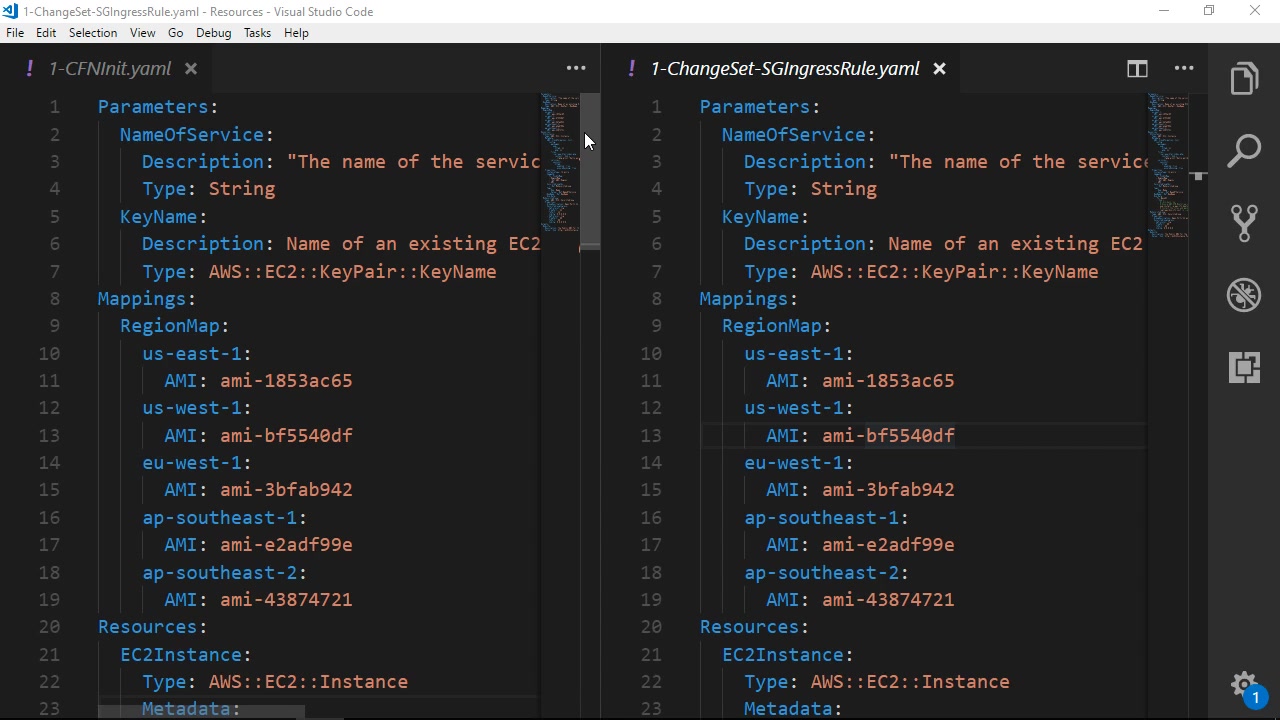 1-ChangeSet-SGIngressRule.yaml - Resources - Visual Studio Code
File Edit Selection View Go Debug Tasks Help
! 1-CFNInit.yaml
1 Parameters:
2 NameOfService:
3 Description: "The name of the servic
4 Type: String
5 KeyName:
6 Description: Name of an existing EC2
7 Type: AWS::EC2::KeyPair::KeyName
8 Mappings:
9 RegionMap:
10 us-east-1:
11 AMI: ami-1853ac65
12 us-west-1:
13 AMI: ami-bf5540df
14 eu-west-1:
15 AMI: ami-3bfab942
16 ap-southeast-1:
17 AMI: ami-e2adf99e
18 ap-southeast-2:
19 AMI: ami-43874721
20 Resources:
21 EC2Instance:
22 Type: AWS::EC2::Instance
23 Metadata:
! 1-ChangeSet-SGIngressRule.yaml
1 Parameters:
2 NameOfService:
3 Description: "The name of the service
4 Type: String
5 KeyName:
6 Description: Name of an existing EC2
7 Type: AWS::EC2::KeyPair::KeyName
8 Mappings:
9 RegionMap:
10 us-east-1:
11 AMI: ami-1853ac65
12 us-west-1:
13 AMI: ami-bf5540df
14 eu-west-1:
15 AMI: ami-3bfab942
16 ap-southeast-1:
17 AMI: ami-e2adf99e
18 ap-southeast-2:
19 AMI: ami-43874721
20 Resources:
21 EC2Instance:
22 Type: AWS::EC2::Instance
23 Metadata:
1